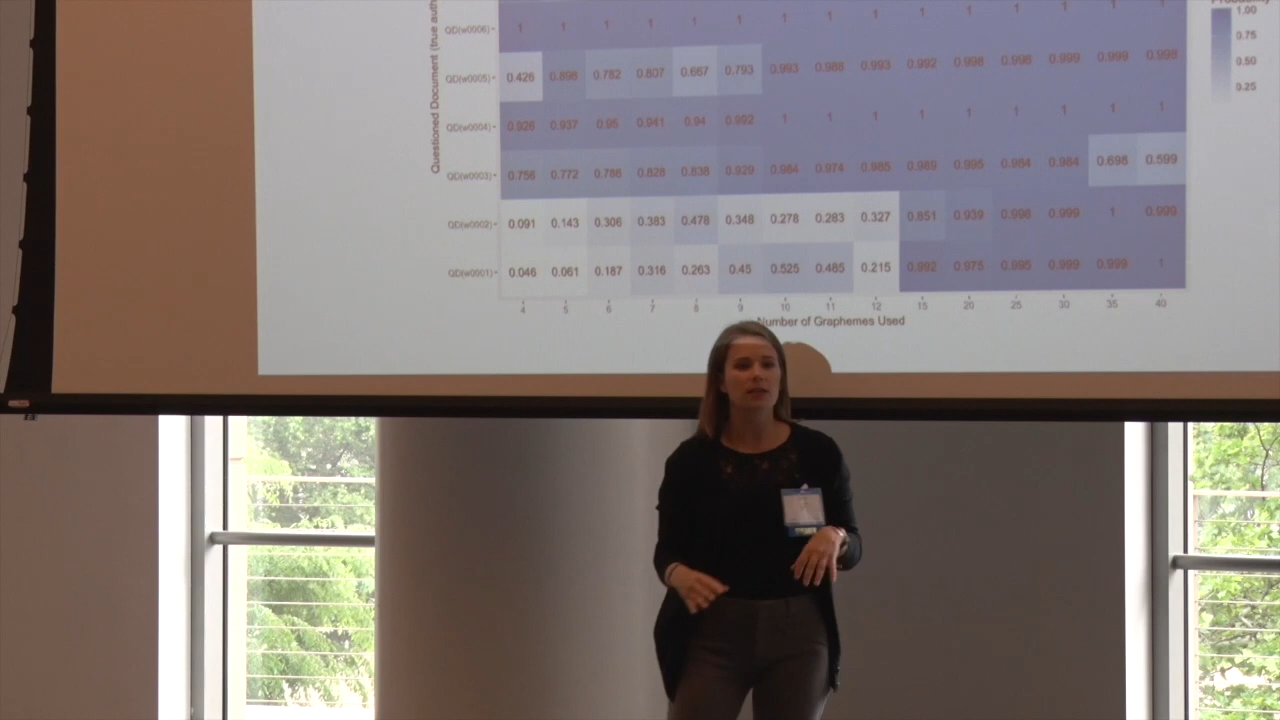 Probability
1.00
0.75
0.50
0.25
Questioned Document (true auth
QD(w0006) 1 1 1 1 1 1 1 1 1 1 1 1 1 1 1
QD(w0005) 0.426 0.898 0.782 0.807 0.667 0.793 0.993 0.988 0.993 0.992 0.998 0.998 0.999 0.999 0.998
QD(w0004) 0.926 0.937 0.95 0.941 0.94 0.992 1 1 1 1 1 1 1 1 1
QD(w0003) 0.756 0.772 0.786 0.828 0.838 0.929 0.984 0.974 0.985 0.989 0.995 0.984 0.984 0.698 0.599
QD(w0002) 0.091 0.143 0.306 0.383 0.478 0.348 0.278 0.283 0.327 0.851 0.939 0.998 0.999 1 0.999
QD(w0001) 0.046 0.061 0.187 0.316 0.263 0.45 0.525 0.485 0.215 0.992 0.975 0.995 0.999 0.999 1
4 5 6 7 8 9 10 11 12 15 20 25 30 35 40
Number of Graphemes Used